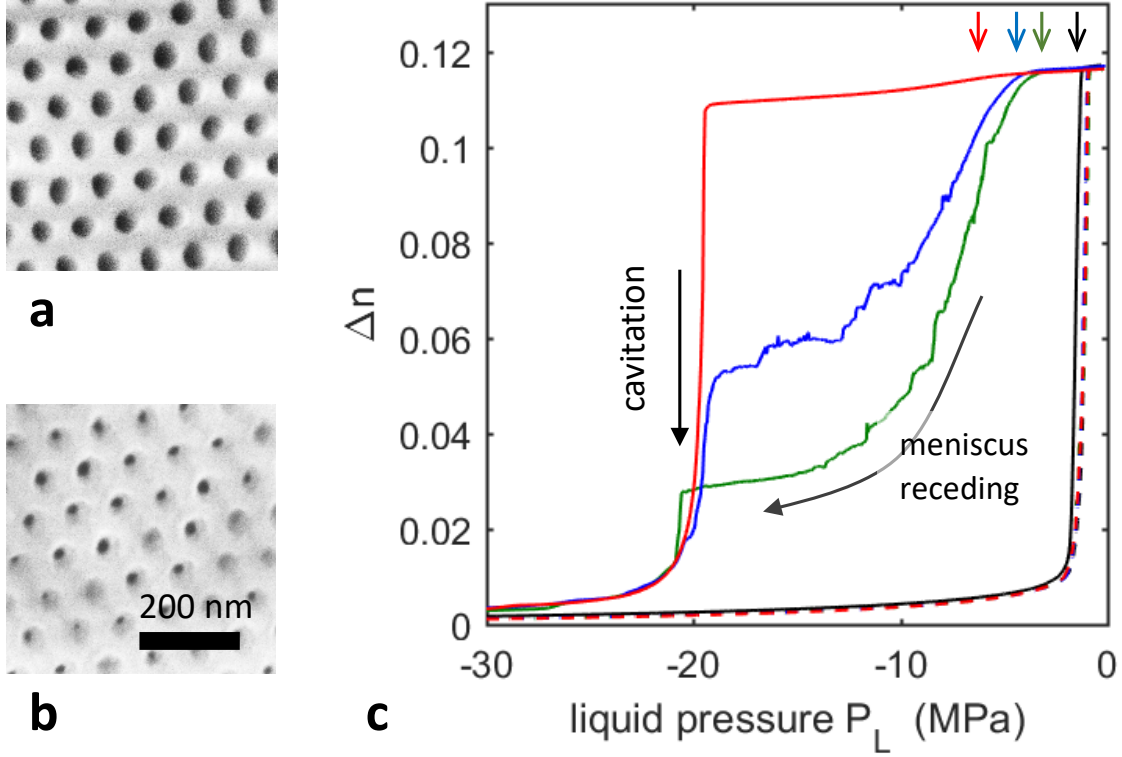 a
200 nm
b
0.12
0.1
0.08
0.06
0.04
0.02
0
Δn
cavitation
meniscus
receding
-30
-20
-10
0
c
liquid pressure P_L (MPa)